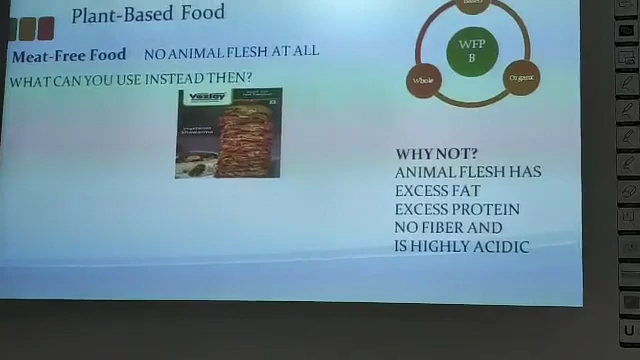 Plant-Based Food
Meat-Free Food NO ANIMAL FLESH AT ALL
WHAT CAN YOU USE INSTEAD THEN?
Vezlay
WFP
B
Whole
Organic
WHY NOT?
ANIMAL FLESH HAS
EXCESS FAT
EXCESS PROTEIN
NO FIBER AND
IS HIGHLY ACIDIC